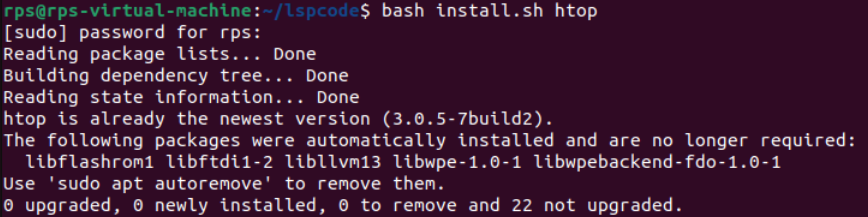 rps@rps-virtual-machine:~/lspcode$ bash install.sh htop
[sudo] password for rps:
Reading package lists... Done
Building dependency tree... Done
Reading state information... Done
htop is already the newest version (3.0.5-7build2).
The following packages were automatically installed and are no longer required:
  libflashrom1 libftdi1-2 libllvm13 libwpe-1.0-1 libwpebackend-fdo-1.0-1
Use 'sudo apt autoremove' to remove them.
0 upgraded, 0 newly installed, 0 to remove and 22 not upgraded.